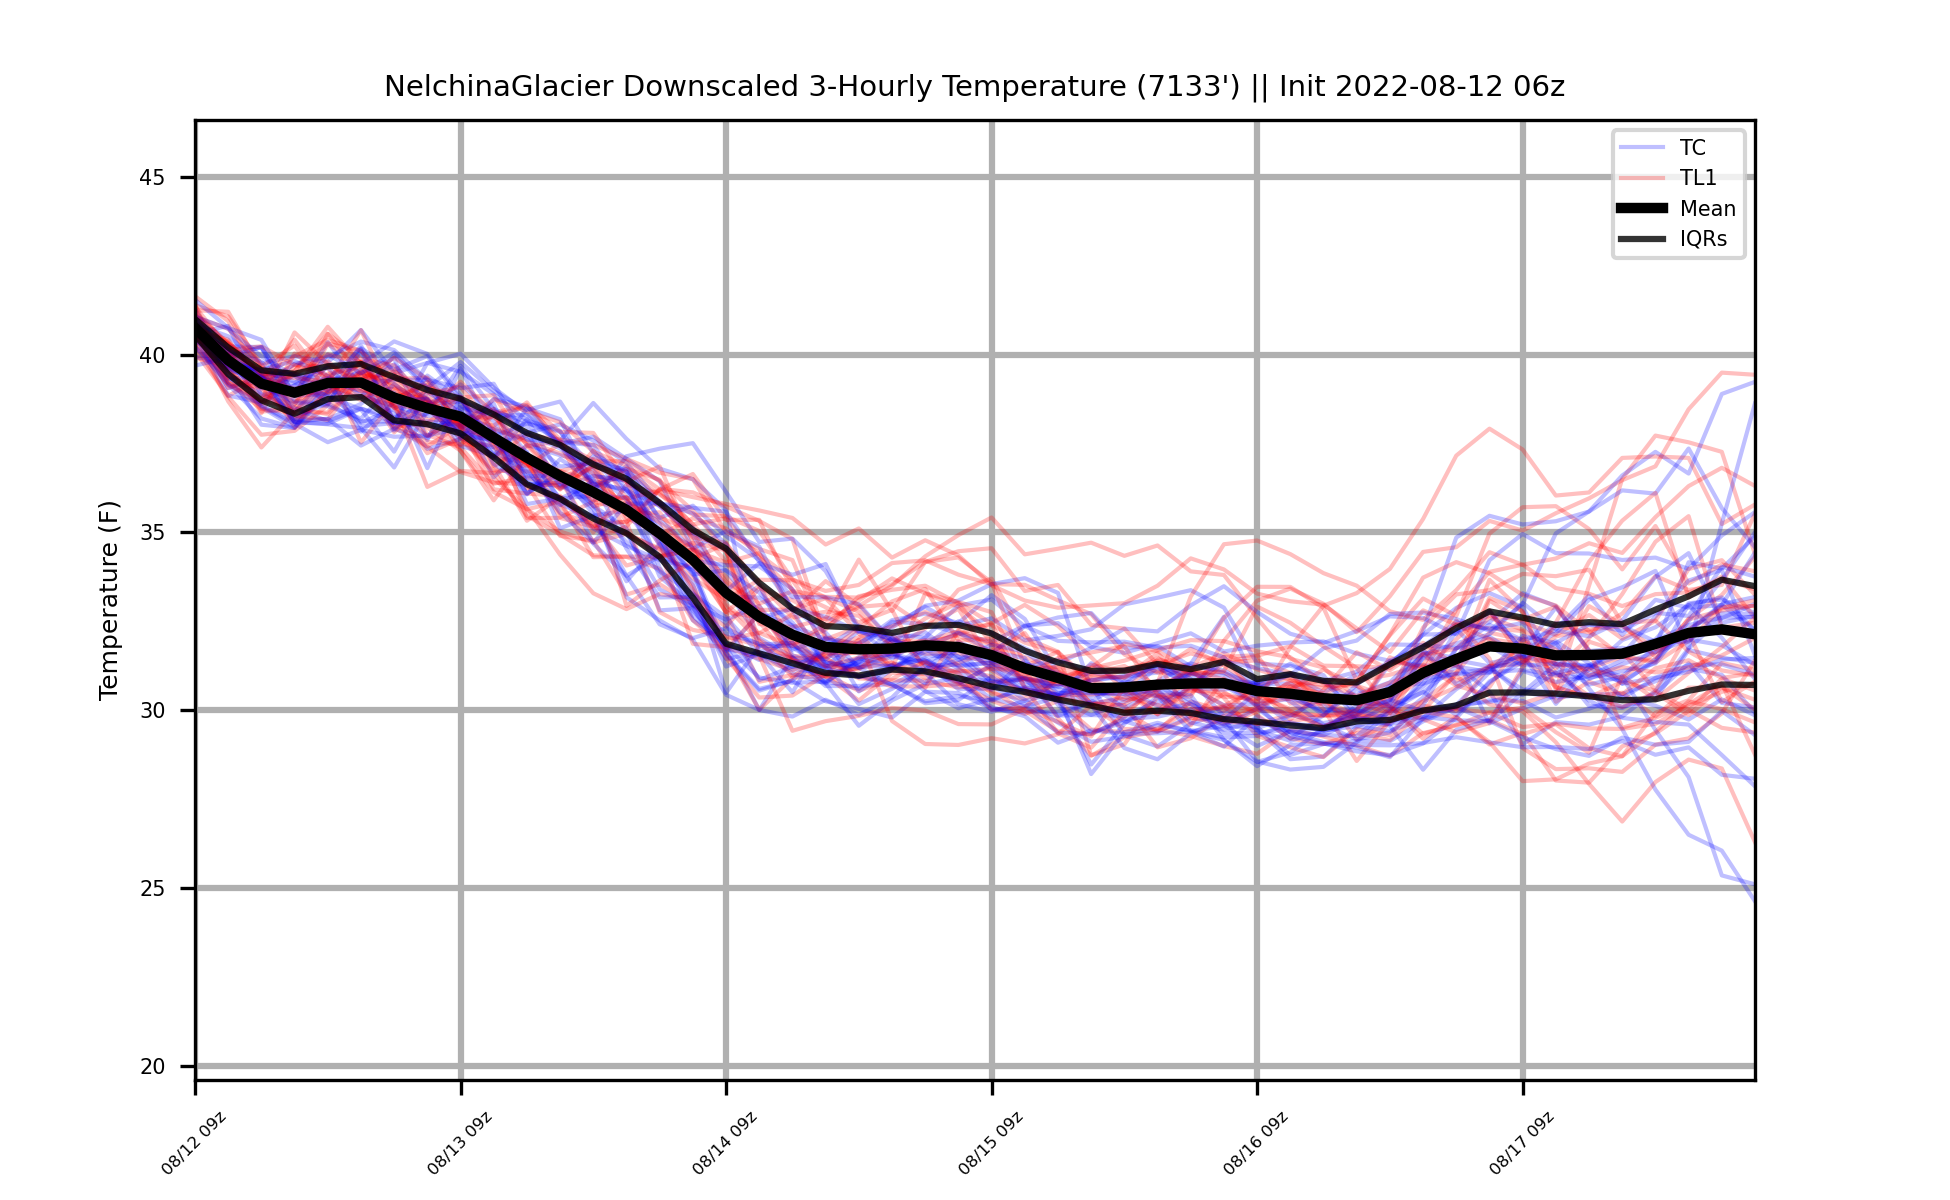 NelchinaGlacier Downscaled 3-Hourly Temperature (7133') || Init 2022-08-12 06z
TC
TL1
Mean
IQRs
Temperature (F)
45
40
35
30
25
20
08/12 09z
08/13 09z
08/14 09z
08/15 09z
08/16 09z
08/17 09z